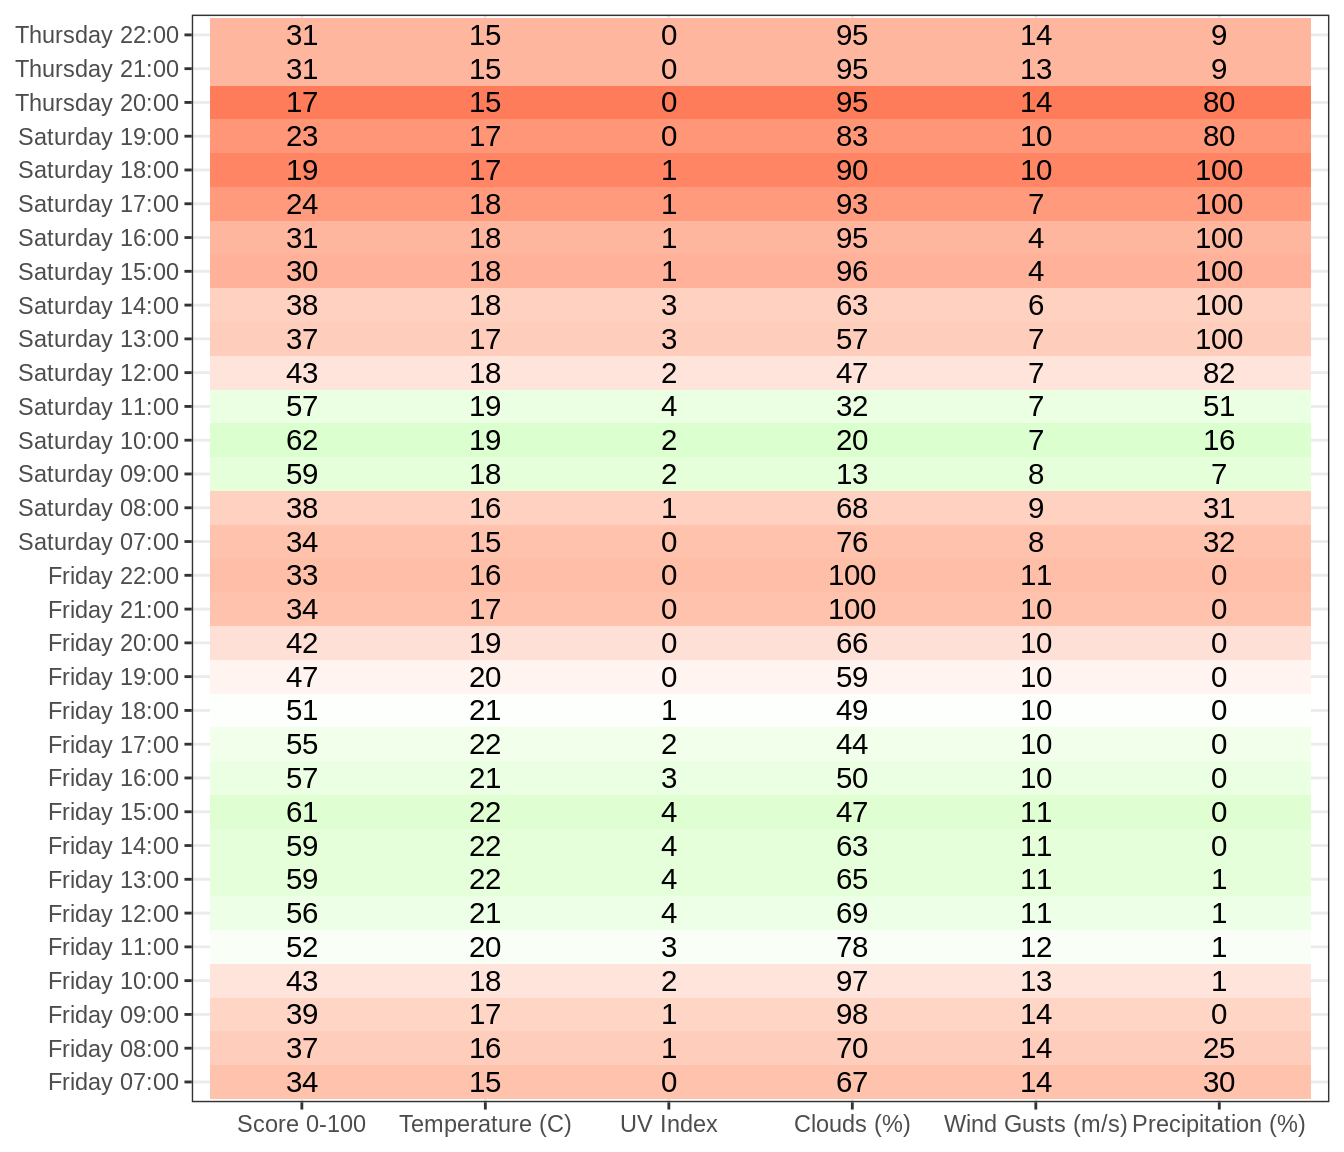 Thursday 22:00 31 15 0 95 14 9
Thursday 21:00 31 15 0 95 13 9
Thursday 20:00 17 15 0 95 14 80
Saturday 19:00 23 17 0 83 10 80
Saturday 18:00 19 17 1 90 10 100
Saturday 17:00 24 18 1 93 7 100
Saturday 16:00 31 18 1 95 4 100
Saturday 15:00 30 18 1 96 4 100
Saturday 14:00 38 18 3 63 6 100
Saturday 13:00 37 17 3 57 7 100
Saturday 12:00 43 18 2 47 7 82
Saturday 11:00 57 19 4 32 7 51
Saturday 10:00 62 19 2 20 7 16
Saturday 09:00 59 18 2 13 8 7
Saturday 08:00 38 16 1 68 9 31
Saturday 07:00 34 15 0 76 8 32
Friday 22:00 33 16 0 100 11 0
Friday 21:00 34 17 0 100 10 0
Friday 20:00 42 19 0 66 10 0
Friday 19:00 47 20 0 59 10 0
Friday 18:00 51 21 1 49 10 0
Friday 17:00 55 22 2 44 10 0
Friday 16:00 57 21 3 50 10 0
Friday 15:00 61 22 4 47 11 0
Friday 14:00 59 22 4 63 11 0
Friday 13:00 59 22 4 65 11 1
Friday 12:00 56 21 4 69 11 1
Friday 11:00 52 20 3 78 12 1
Friday 10:00 43 18 2 97 13 1
Friday 09:00 39 17 1 98 14 0
Friday 08:00 37 16 1 70 14 25
Friday 07:00 34 15 0 67 14 30
Score 0-100 Temperature (C) UV Index Clouds (%) Wind Gusts (m/s) Precipitation (%)